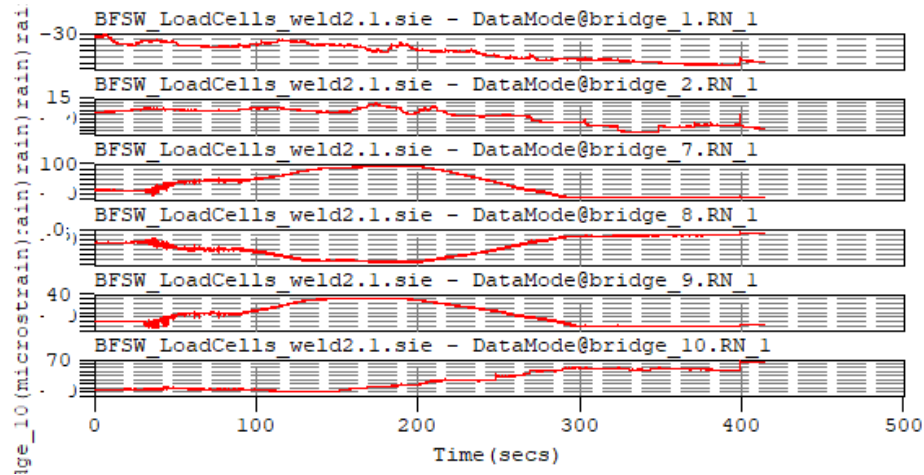 BFSW_LoadCells_weld2.1.sie - DataMode@bridge_1.RN_1
-30
BFSW_LoadCells_weld2.1.sie - DataMode@bridge_2.RN_1
15
BFSW_LoadCells_weld2.1.sie - DataMode@bridge_7.RN_1
100
BFSW_LoadCells_weld2.1.sie - DataMode@bridge_8.RN_1
BFSW_LoadCells_weld2.1.sie - DataMode@bridge_9.RN_1
40
BFSW_LoadCells_weld2.1.sie - DataMode@bridge_10.RN_1
70
0 100 200 300 400 500
Time(secs)
dge_10(microstrain)